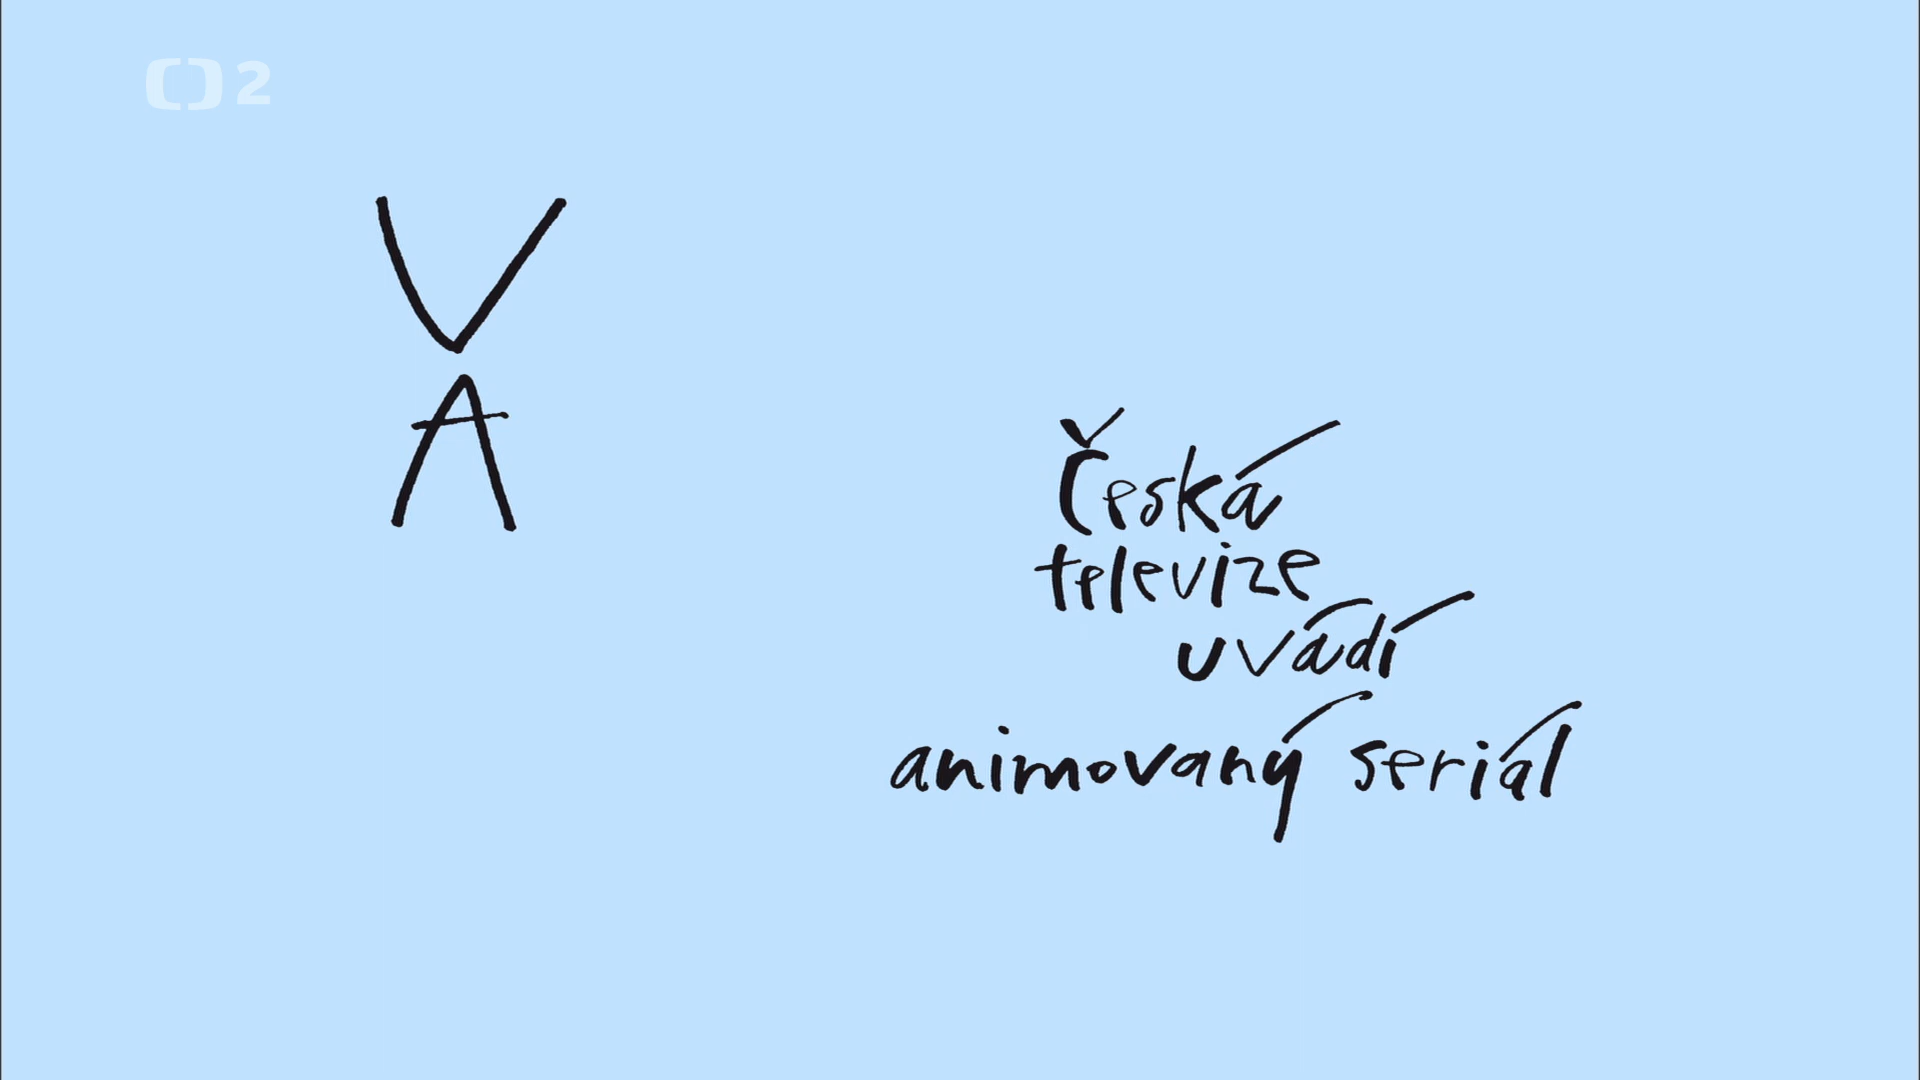 2
V
A
Česká
televize
uvádí
animovaný seriál